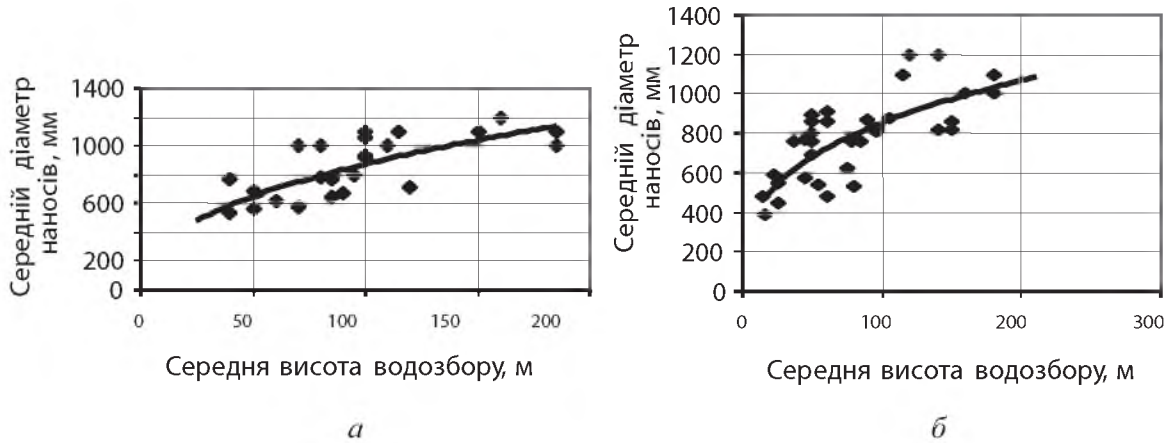 Середній діаметр
наносів, мм
1400
1000
600
200
0
0 50 100 150 200
Середня висота водозбору, м
а
Середній діаметр
наносів, мм
1400
1200
1000
800
600
400
200
0
0 100 200 300
Середня висота водозбору, м
б